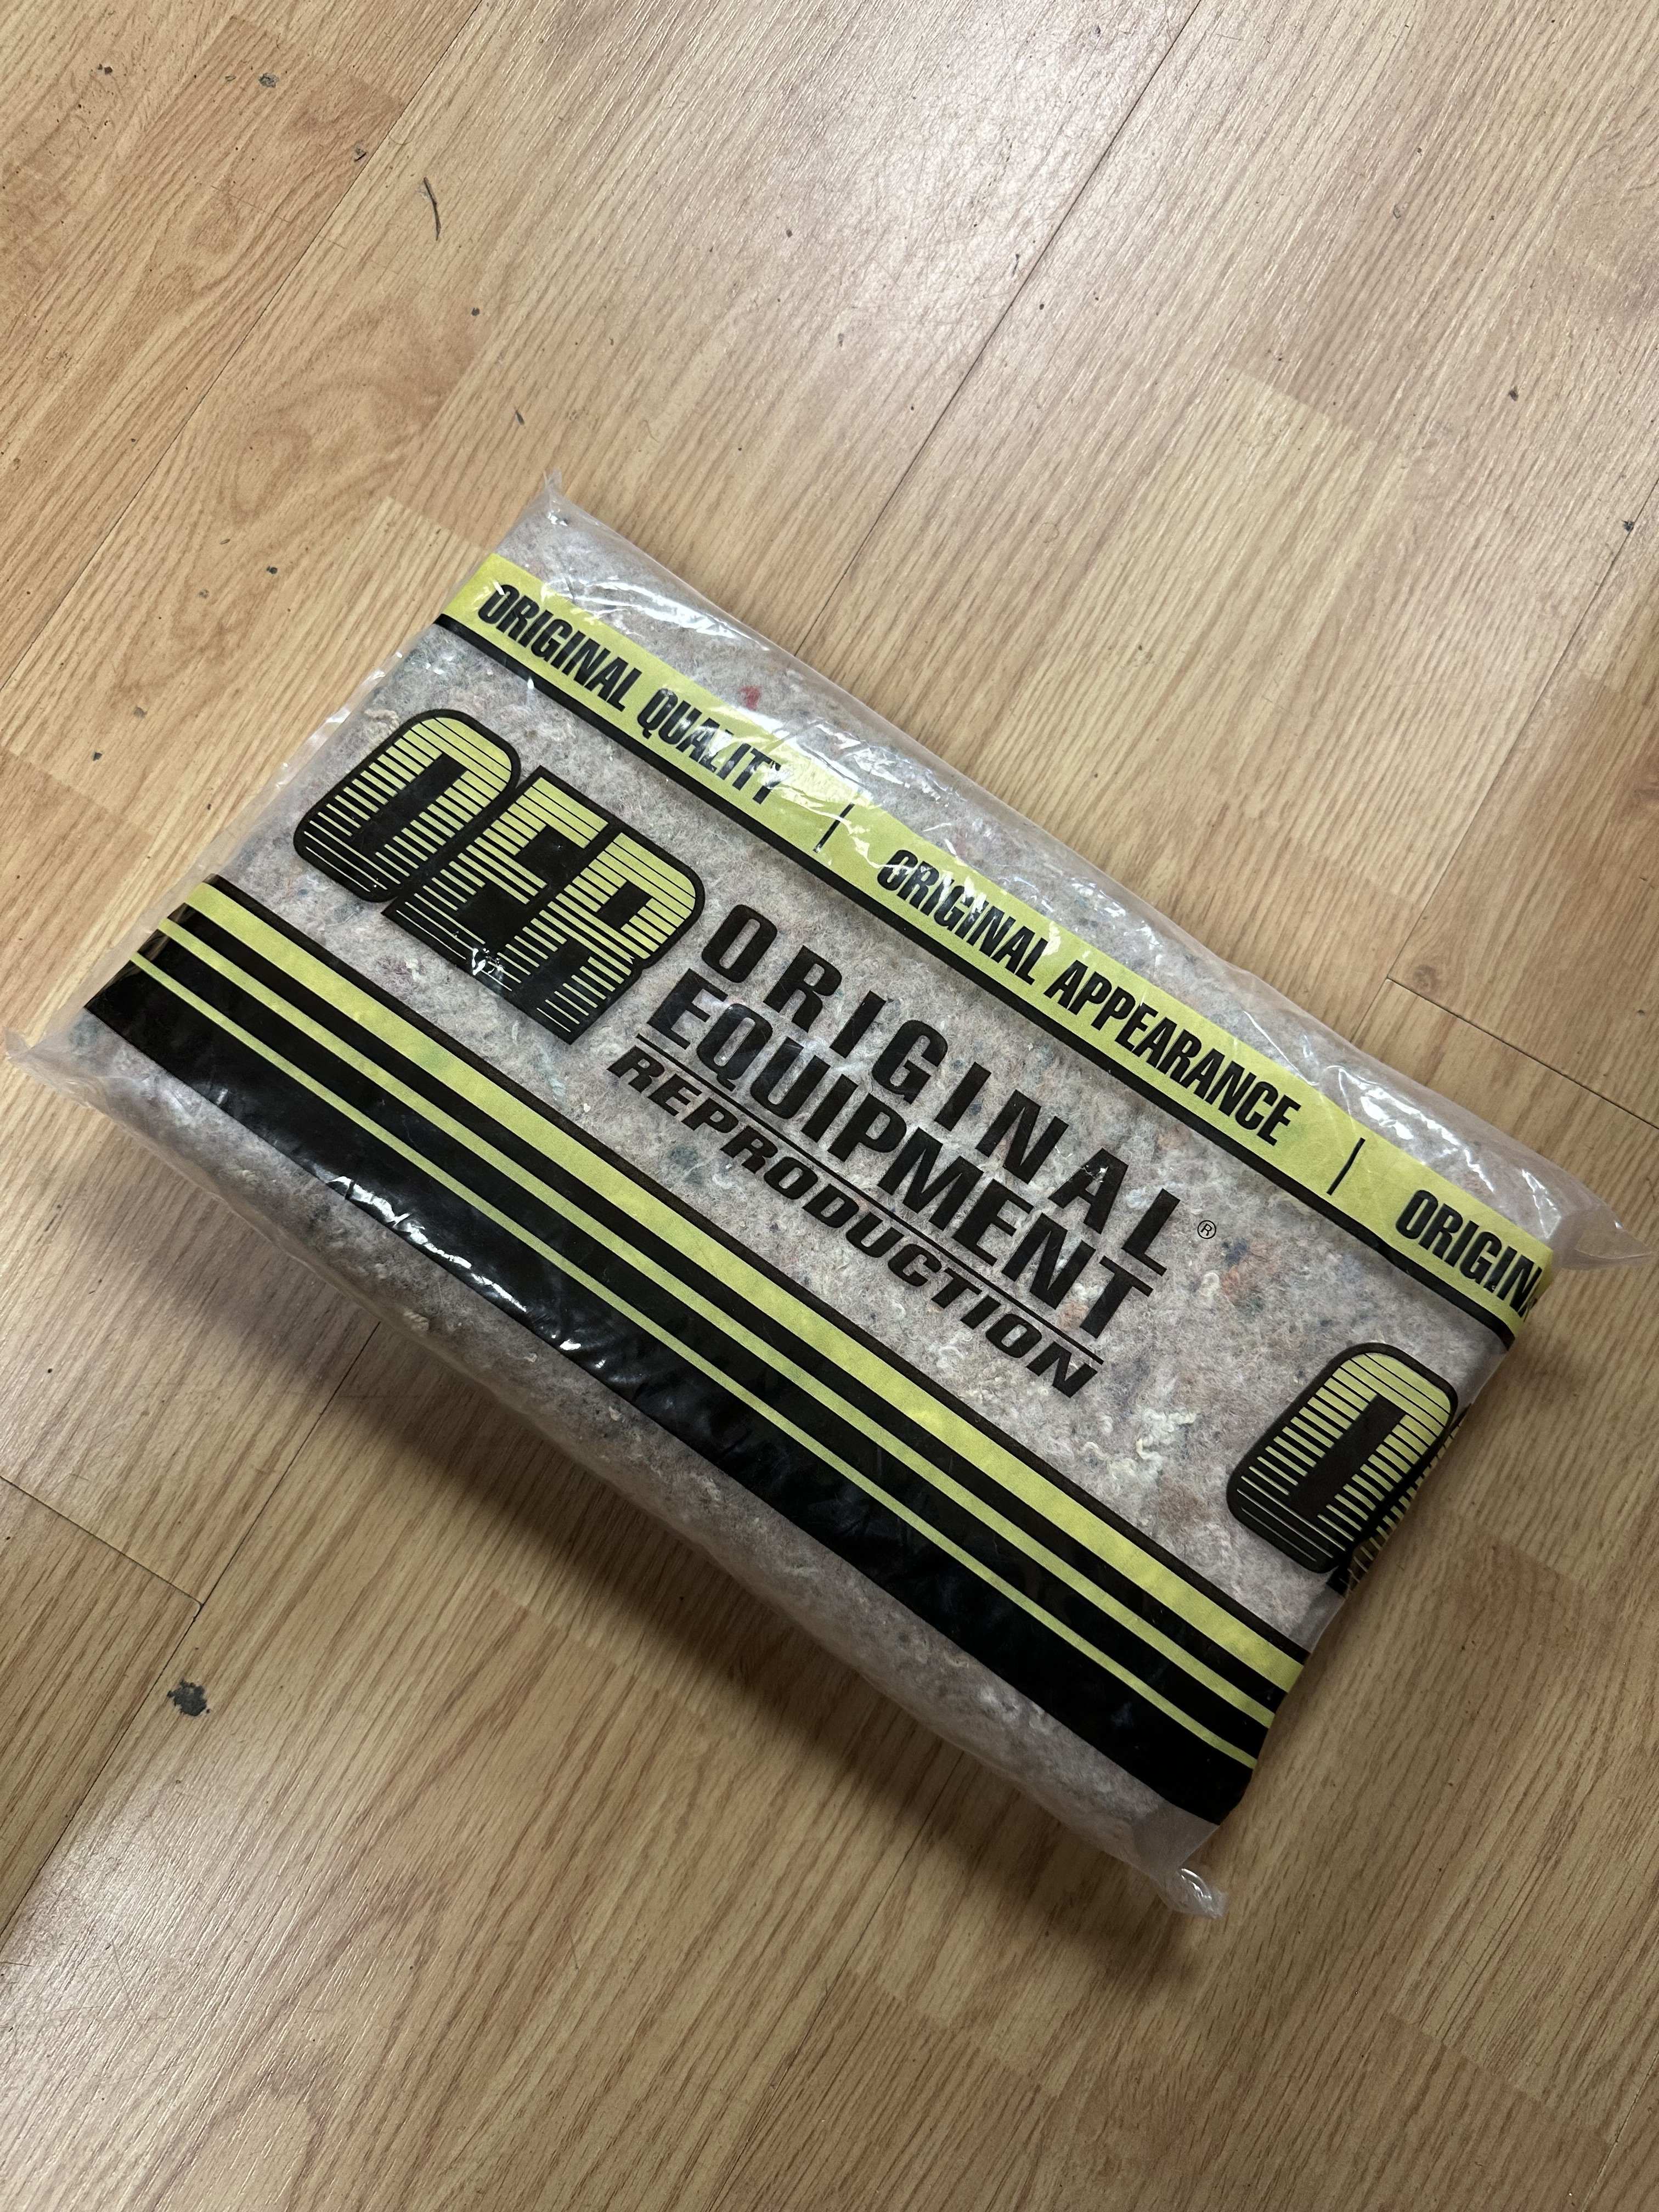 ORIGINAL QUALITY | ORIGINAL APPEARANCE | ORIGIN
OER
ORIGINAL
EQUIPMENT®
REPRODUCTION
O